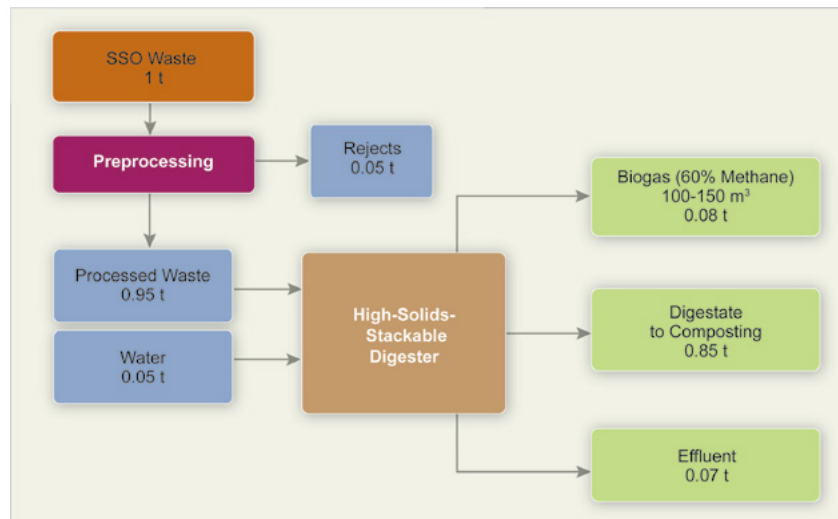 SSO Waste
1 t
Preprocessing
Rejects
0.05 t
Biogas (60% Methane)
100-150 m³
0.08 t
Processed Waste
0.95 t
High-Solids-
Stackable
Digester
Digestate
to Composting
0.85 t
Water
0.05 t
Effluent
0.07 t